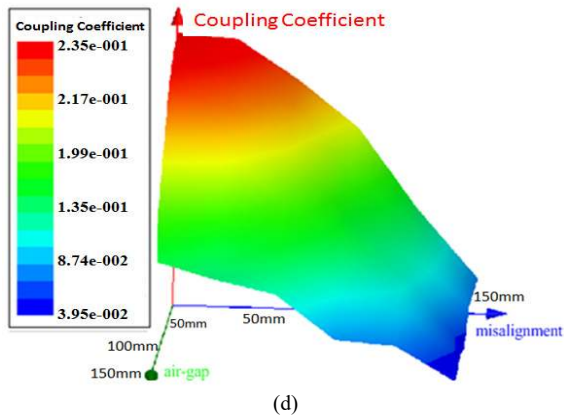 Coupling Coefficient
Coupling Coefficient
2.35e-001
2.17e-001
1.99e-001
1.35e-001
8.74e-002
3.95e-002
50mm
50mm
150mm
misalignment
100mm
150mm
air-gap
(d)